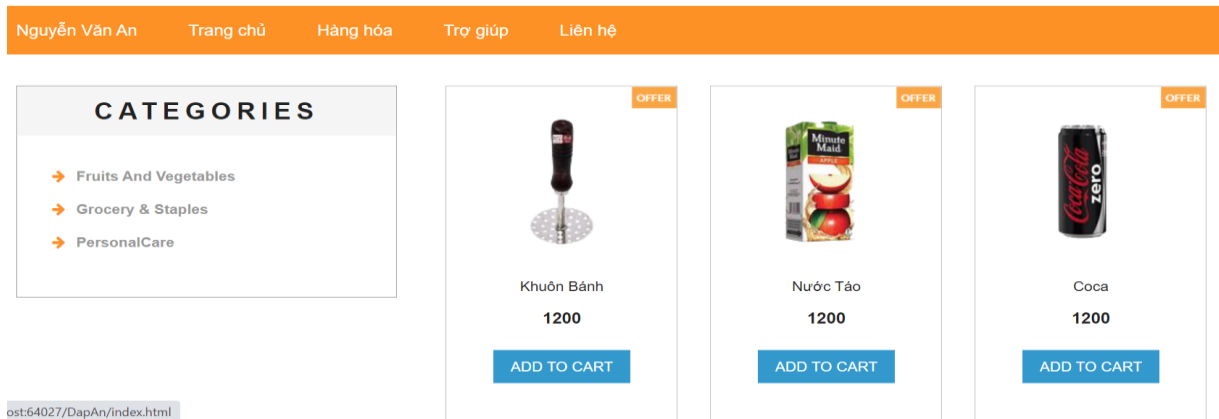 Nguyễn Văn An Trang chủ Hàng hóa Trợ giúp Liên hệ
CATEGORIES
Fruits And Vegetables
Grocery & Staples
PersonalCare
OFFER
Minute
Maid
APPLE
Khuôn Bánh
1200
ADD TO CART
OFFER
Nước Táo
1200
ADD TO CART
OFFER
Coca-Cola
zero
Coca
1200
ADD TO CART
ost:64027/DapAn/index.html